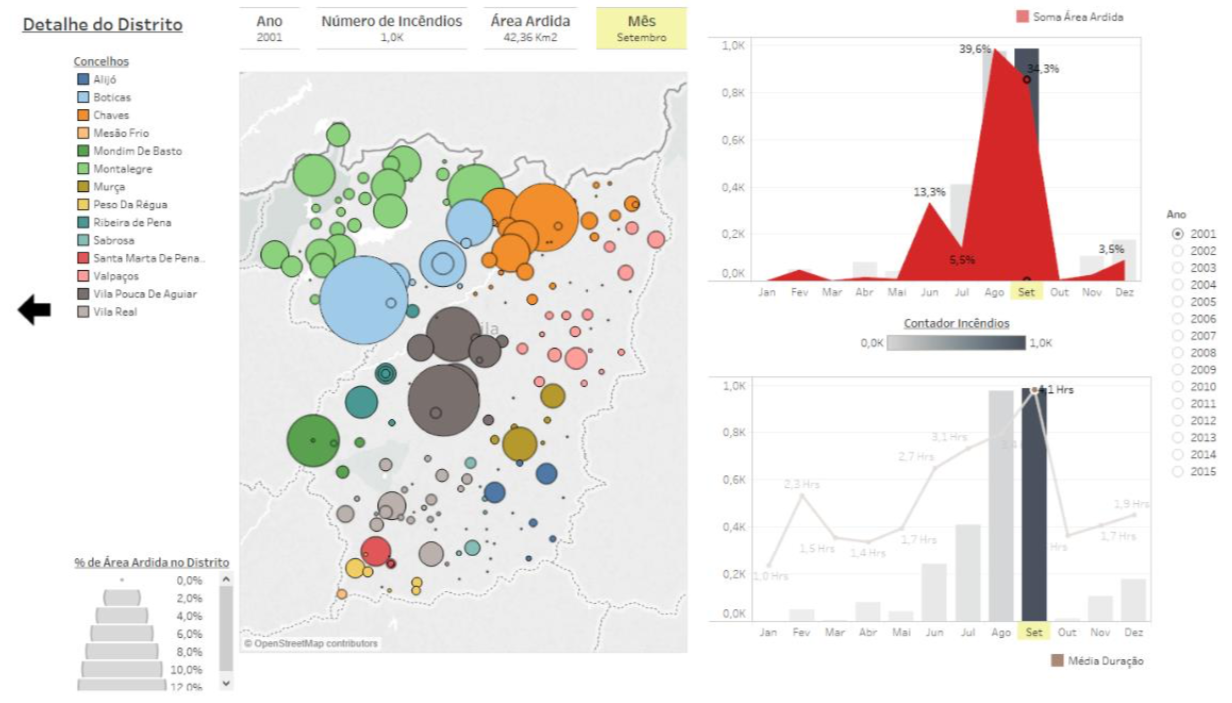 Detalhe do Distrito
Ano
2001
Número de Incêndios
1,0K
Área Ardida
42,36 Km2
Mês
Setembro
Concelhos
Alijó
Boticas
Chaves
Mesão Frio
Mondim De Basto
Montalegre
Murça
Peso Da Régua
Ribeira de Pena
Sabrosa
Santa Marta De Pena..
Valpaços
Vila Pouca De Aguiar
Vila Real
% de Área Ardida no Distrito
0,0%
2,0%
4,0%
6,0%
8,0%
10,0%
12,0%
© OpenStreetMap contributors
Soma Área Ardida
1,0K
0,8K
0,6K
0,4K
0,2K
0,0K
39,6%
34,3%
13,3%
5,5%
3,5%
Jan Fev Mar Abr Mai Jun Jul Ago Set Out Nov Dez
Contador Incêndios
0,0K 1,0K
1,0K
0,8K
0,6K
0,4K
0,2K
0,0K
1,0 Hrs
2,3 Hrs
1,5 Hrs
1,4 Hrs
1,7 Hrs
2,7 Hrs
3,1 Hrs
4,1 Hrs
Hrs
1,7 Hrs
1,9 Hrs
Jan Fev Mar Abr Mai Jun Jul Ago Set Out Nov Dez
Média Duração
Ano
2001
2002
2003
2004
2005
2006
2007
2008
2009
2010
2011
2012
2013
2014
2015